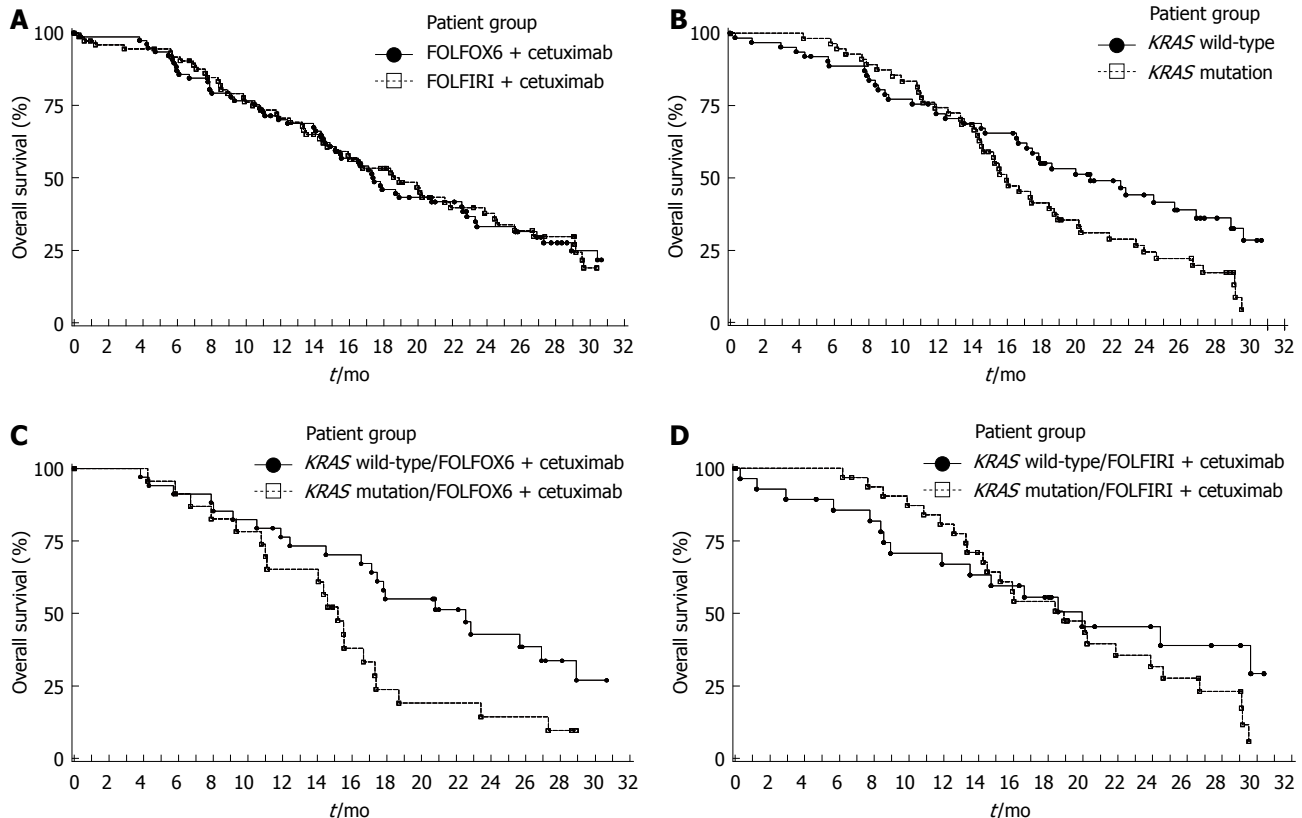 A
Patient group
FOLFOX6 + cetuximab
FOLFIRI + cetuximab
Overall survival (%)
100
75
50
25
0
0 2 4 6 8 10 12 14 16 18 20 22 24 26 28 30 32
t/mo
B
Patient group
KRAS wild-type
KRAS mutation
Overall survival (%)
100
75
50
25
0
0 2 4 6 8 10 12 14 16 18 20 22 24 26 28 30 32
t/mo
C
Patient group
KRAS wild-type/FOLFOX6 + cetuximab
KRAS mutation/FOLFOX6 + cetuximab
Overall survival (%)
100
75
50
25
0
0 2 4 6 8 10 12 14 16 18 20 22 24 26 28 30 32
t/mo
D
Patient group
KRAS wild-type/FOLFIRI + cetuximab
KRAS mutation/FOLFIRI + cetuximab
Overall survival (%)
100
75
50
25
0
0 2 4 6 8 10 12 14 16 18 20 22 24 26 28 30 32
t/mo